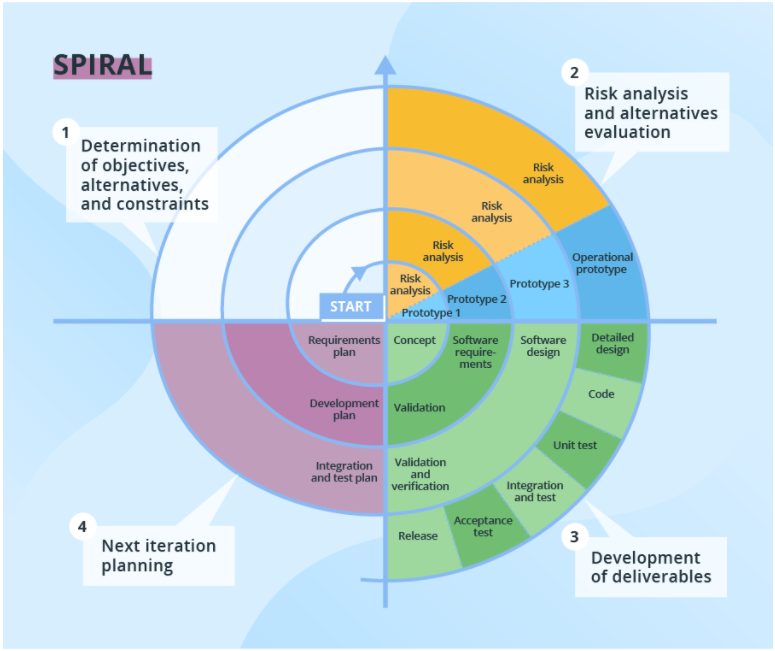 SPIRAL
1
Determination
of objectives,
alternatives,
and constraints
2
Risk analysis
and alternatives
evaluation
Risk
analysis
Risk
analysis
Risk
analysis
Risk
analysis
Operational
prototype
Prototype 3
Prototype 2
Prototype 1
START
Requirements
plan
Concept
Software
require-
ments
Software
design
Detailed
design
Code
Unit test
Integration
and test
Acceptance
test
Release
Development
plan
Validation
Integration
and test plan
Validation
and
verification
4
Next iteration
planning
3
Development
of deliverables